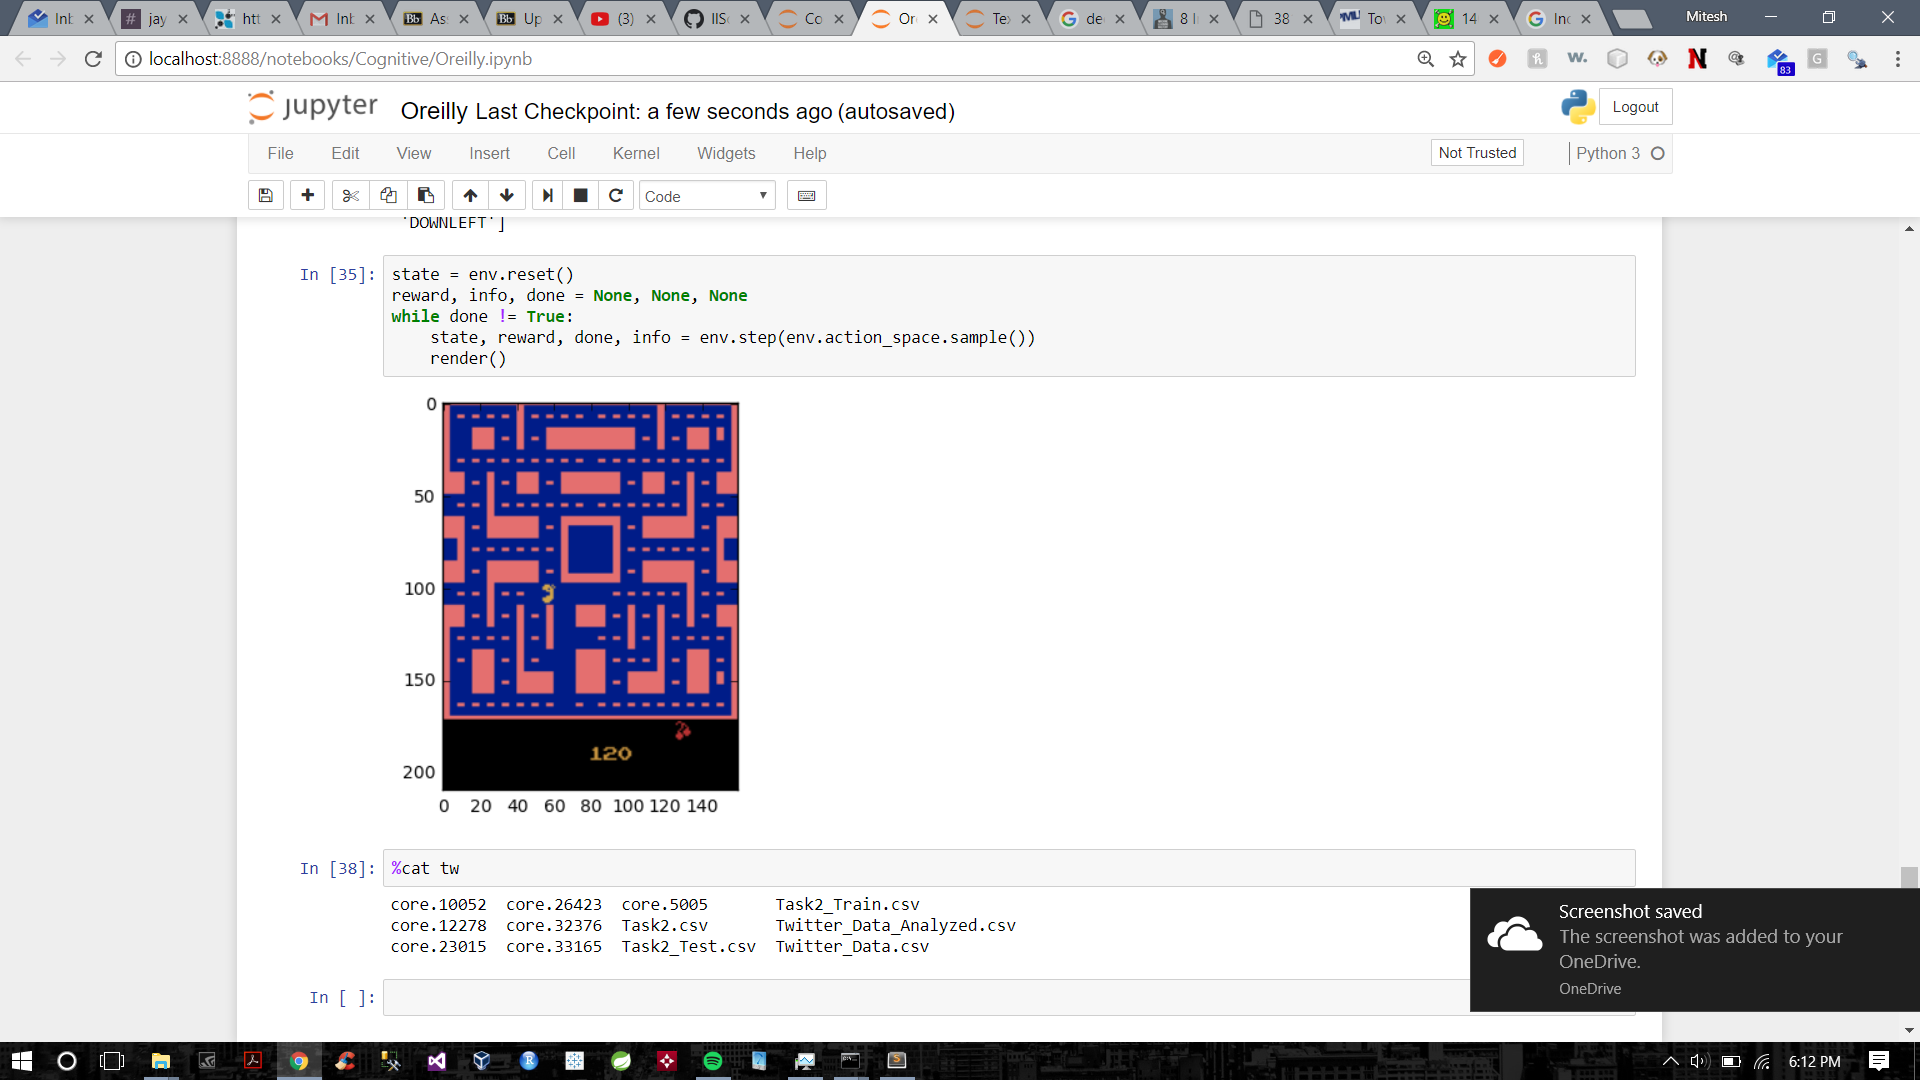 Inb
jay
htt
Inb
As
Up
(3)
IISc
Co
Ore
Tex
de
8 I
38
Tow
14
Inc
Mitesh
localhost:8888/notebooks/Cognitive/Oreilly.ipynb
83
jupyter
Oreilly Last Checkpoint: a few seconds ago (autosaved)
Logout
File Edit View Insert Cell Kernel Widgets Help
Not Trusted
Python 3
Code
'DOWNLEFT']
In [35]:
state = env.reset()
reward, info, done = None, None, None
while done != True:
    state, reward, done, info = env.step(env.action_space.sample())
    render()
0
50
100
150
200
120
0 20 40 60 80 100 120 140
In [38]:
%cat tw
core.10052 core.26423 core.5005 Task2_Train.csv
core.12278 core.32376 Task2.csv Twitter_Data_Analyzed.csv
core.23015 core.33165 Task2_Test.csv Twitter_Data.csv
In [ ]:
Screenshot saved
The screenshot was added to your
OneDrive.
OneDrive
6:12 PM